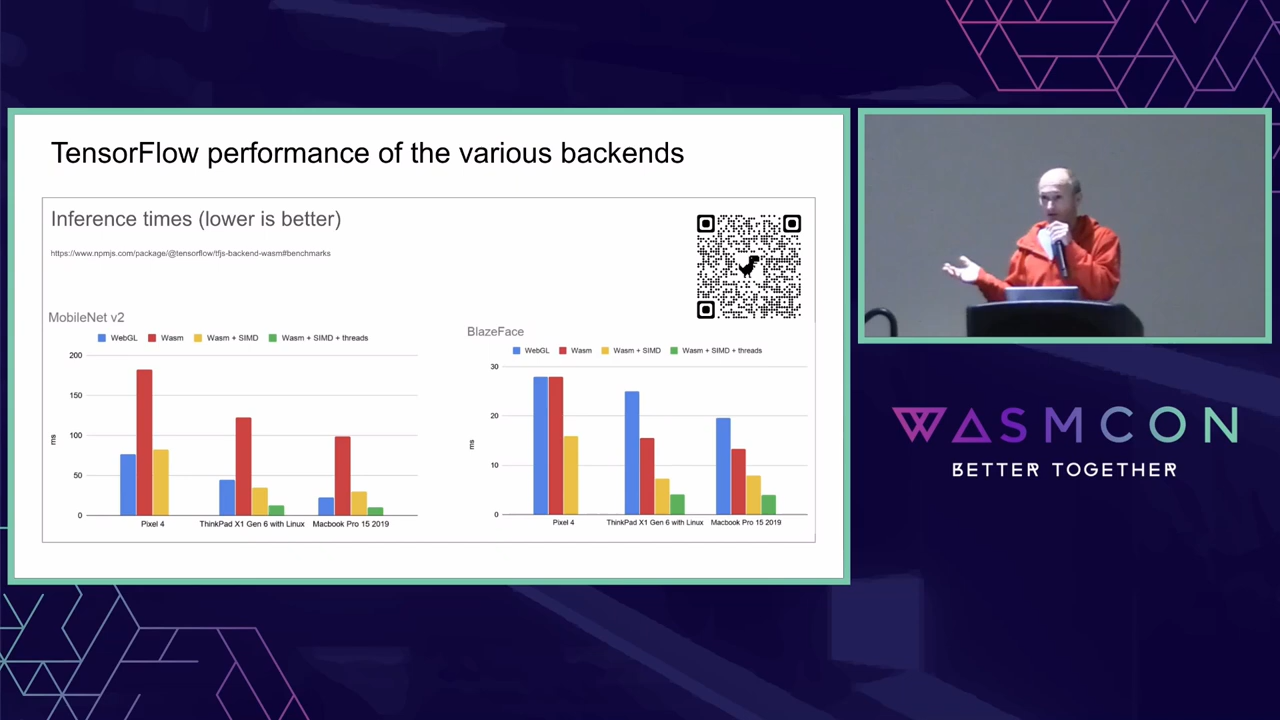 TensorFlow performance of the various backends
Inference times (lower is better)
https://www.npmjs.com/package/@tensorflow/tfjs-backend-wasm#benchmarks
MobileNet v2
WebGL Wasm Wasm + SIMD Wasm + SIMD + threads
200
150
100
50
0
ms
Pixel 4 ThinkPad X1 Gen 6 with Linux Macbook Pro 15 2019
BlazeFace
WebGL Wasm Wasm + SIMD Wasm + SIMD + threads
30
20
10
0
ms
Pixel 4 ThinkPad X1 Gen 6 with Linux Macbook Pro 15 2019
WASMCON
BETTER TOGETHER